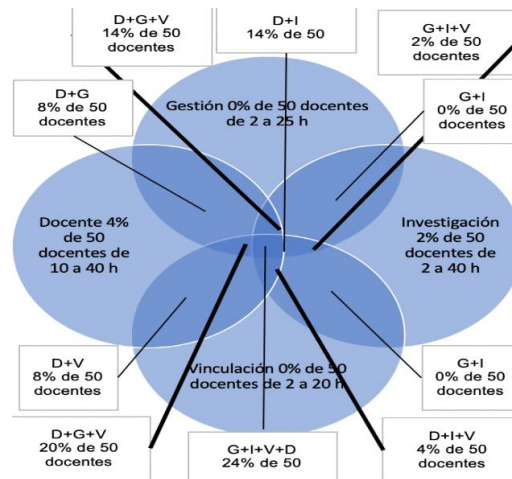 D+G+V
14% de 50
docentes
D+I
14% de 50
G+I+V
2% de 50
docentes
D+G
8% de 50
docentes
Gestión 0% de 50 docentes
de 2 a 25 h
G+I
0% de 50
docentes
Docente 4%
de 50
docentes de
10 a 40 h
Investigación
2% de 50
docentes de
2 a 40 h
D+V
8% de 50
docentes
Vinculación 0% de 50
docentes de 2 a 20 h
G+I
0% de 50
docentes
D+G+V
20% de 50
docentes
G+I+V+D
24% de 50
D+I+V
4% de 50
docentes